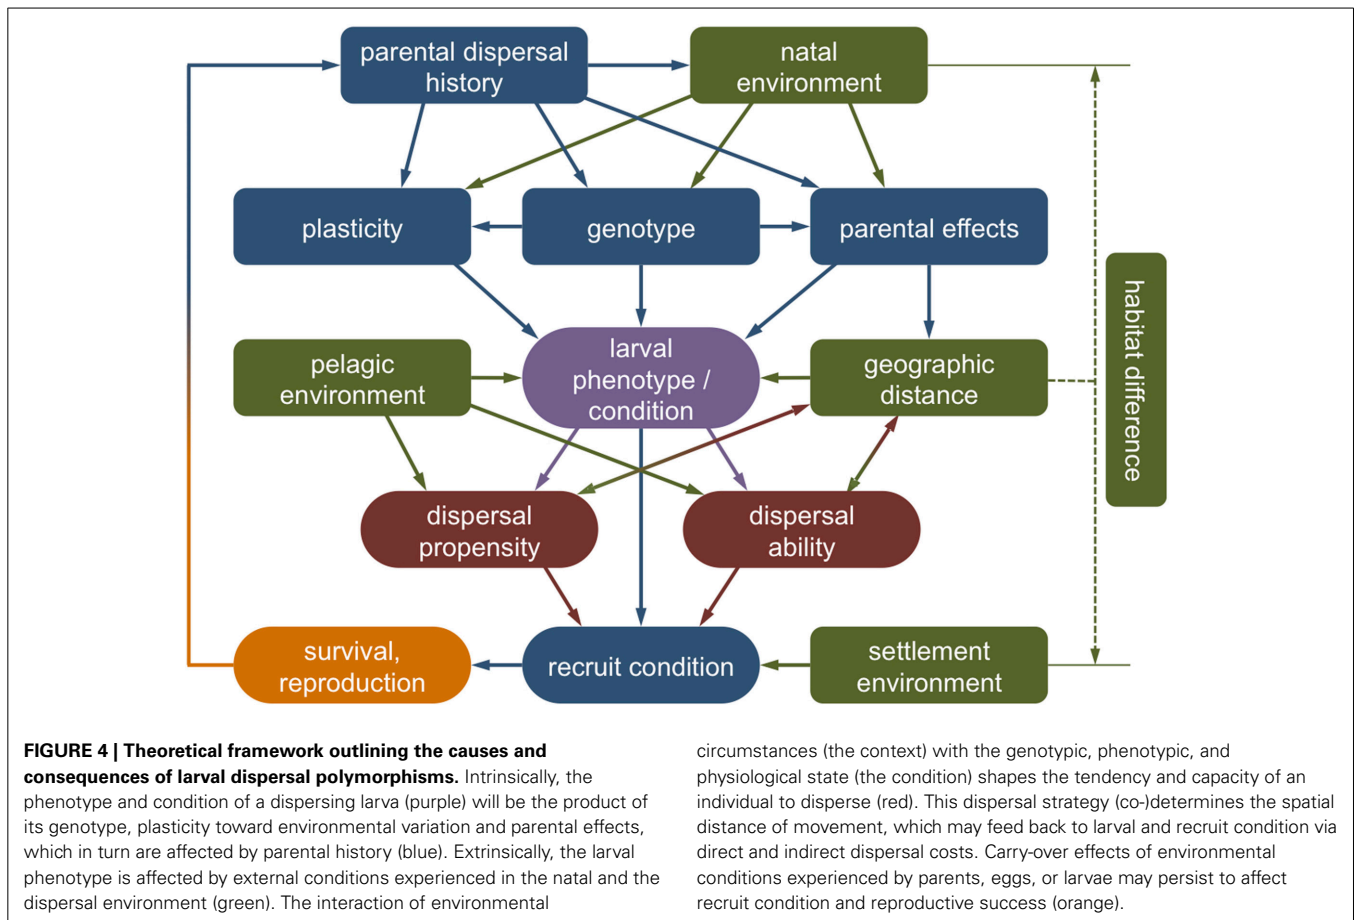 parental dispersal
history
natal
environment
plasticity
genotype
parental effects
pelagic
environment
larval
phenotype /
condition
geographic
distance
habitat difference
dispersal
propensity
dispersal
ability
survival,
reproduction
recruit condition
settlement
environment
FIGURE 4 | Theoretical framework outlining the causes and
consequences of larval dispersal polymorphisms. Intrinsically, the
phenotype and condition of a dispersing larva (purple) will be the product of
its genotype, plasticity toward environmental variation and parental effects,
which in turn are affected by parental history (blue). Extrinsically, the larval
phenotype is affected by external conditions experienced in the natal and the
dispersal environment (green). The interaction of environmental
circumstances (the context) with the genotypic, phenotypic, and
physiological state (the condition) shapes the tendency and capacity of an
individual to disperse (red). This dispersal strategy (co-)determines the spatial
distance of movement, which may feed back to larval and recruit condition via
direct and indirect dispersal costs. Carry-over effects of environmental
conditions experienced by parents, eggs, or larvae may persist to affect
recruit condition and reproductive success (orange).